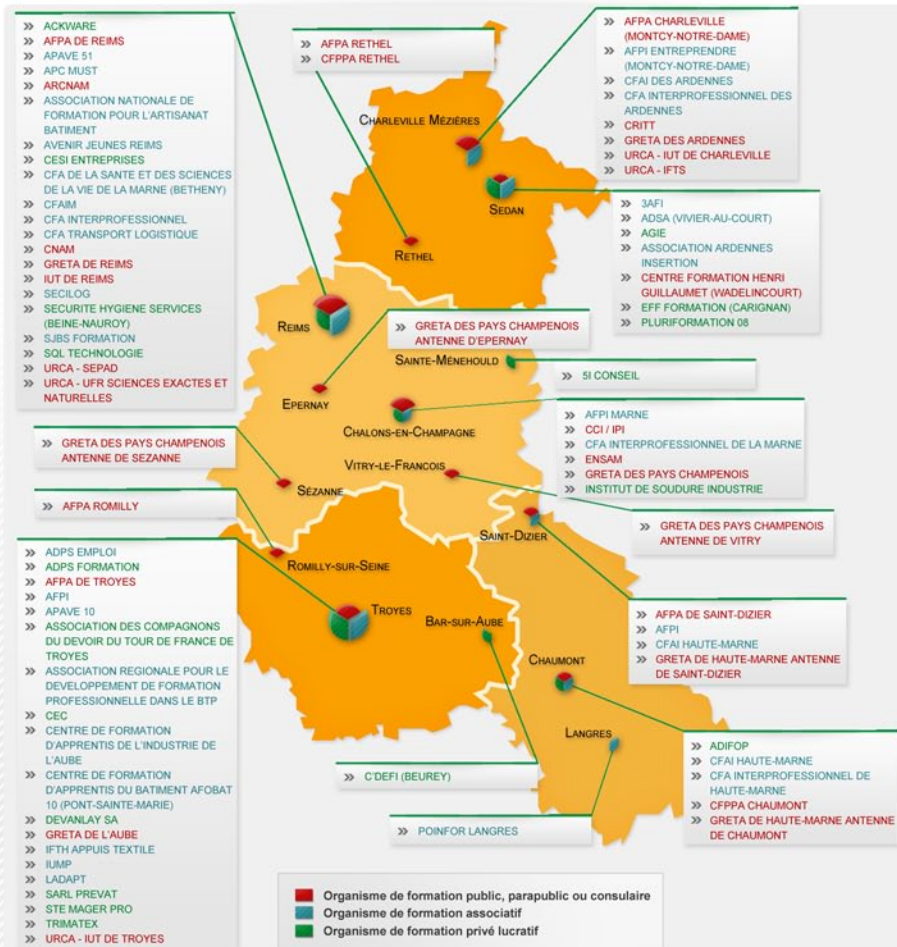 » ACKWARE
» AFPA DE REIMS
» APAVE 51
» APC MUST
» ARCNAM
» ASSOCIATION NATIONALE DE
FORMATION POUR L'ARTISANAT
BATIMENT
» AVENIR JEUNES REIMS
» CESI ENTREPRISES
» CFA DE LA SANTE ET DES SCIENCES
DE LA VIE DE LA MARNE (BETHENY)
» CFAIM
» CFA INTERPROFESSIONNEL
» CFA TRANSPORT LOGISTIQUE
» CNAM
» GRETA DE REIMS
» IUT DE REIMS
» SECILOG
» SECURITE HYGIENE SERVICES
(BEINE-NAUROY)
» SJBS FORMATION
» SQL TECHNOLOGIE
» URCA - SEPAD
» URCA - UFR SCIENCES EXACTES ET
NATURELLES
» AFPA RETHEL
» CFPPA RETHEL
» AFPA CHARLEVILLE
(MONTCY-NOTRE-DAME)
» AFPI ENTREPRENDRE
(MONTCY-NOTRE-DAME)
» CFAI DES ARDENNES
» CFA INTERPROFESSIONNEL DES
ARDENNES
» CRITT
» GRETA DES ARDENNES
» URCA - IUT DE CHARLEVILLE
» URCA - IFTS
CHARLEVILLE MÉZIÈRES
SEDAN
RETHEL
» 3AFI
» ADSA (VIVIER-AU-COURT)
» AGIE
» ASSOCIATION ARDENNES
INSERTION
» CENTRE FORMATION HENRI
GUILLAUMET (WADELINCOURT)
» EFF FORMATION (CARIGNAN)
» PLURIFORMATION 08
REIMS
» GRETA DES PAYS CHAMPENOIS
ANTENNE D'EPERNAY
SAINTE-MÉNEHOULD
» 5I CONSEIL
EPERNAY
CHALONS-EN-CHAMPAGNE
» AFPI MARNE
» CCI / IPI
» CFA INTERPROFESSIONNEL DE LA MARNE
» ENSAM
» GRETA DES PAYS CHAMPENOIS
» INSTITUT DE SOUDURE INDUSTRIE
» GRETA DES PAYS CHAMPENOIS
ANTENNE DE SEZANNE
VITRY-LE-FRANCOIS
SÉZANNE
» AFPA ROMILLY
» GRETA DES PAYS CHAMPENOIS
ANTENNE DE VITRY
SAINT-DIZIER
ROMILLY-SUR-SEINE
» ADPS EMPLOI
» ADPS FORMATION
» AFPA DE TROYES
» AFPI
» APAVE 10
» ASSOCIATION DES COMPAGNONS
DU DEVOIR DU TOUR DE FRANCE DE
TROYES
» ASSOCIATION REGIONALE POUR LE
DEVELOPPEMENT DE FORMATION
PROFESSIONNELLE DANS LE BTP
» CEC
» CENTRE DE FORMATION
D'APPRENTIS DE L'INDUSTRIE DE
L'AUBE
» CENTRE DE FORMATION
D'APPRENTIS DU BATIMENT AFOBAT
10 (PONT-SAINTE-MARIE)
» DEVANLAY SA
» GRETA DE L'AUBE
» IFTH APPUIS TEXTILE
» IUMP
» LADAPT
» SARL PREVAT
» STE MAGER PRO
» TRIMATEX
» URCA - IUT DE TROYES
TROYES
BAR-SUR-AUBE
» AFPA DE SAINT-DIZIER
» AFPI
» CFAI HAUTE-MARNE
» GRETA DE HAUTE-MARNE ANTENNE
DE SAINT-DIZIER
CHAUMONT
LANGRES
» C'DEFI (BEUREY)
» POINFOR LANGRES
» ADIFOP
» CFAI HAUTE-MARNE
» CFA INTERPROFESSIONNEL DE
HAUTE-MARNE
» CFPPA CHAUMONT
» GRETA DE HAUTE-MARNE ANTENNE
DE CHAUMONT
Organisme de formation public, parapublic ou consulaire
Organisme de formation associatif
Organisme de formation privé lucratif